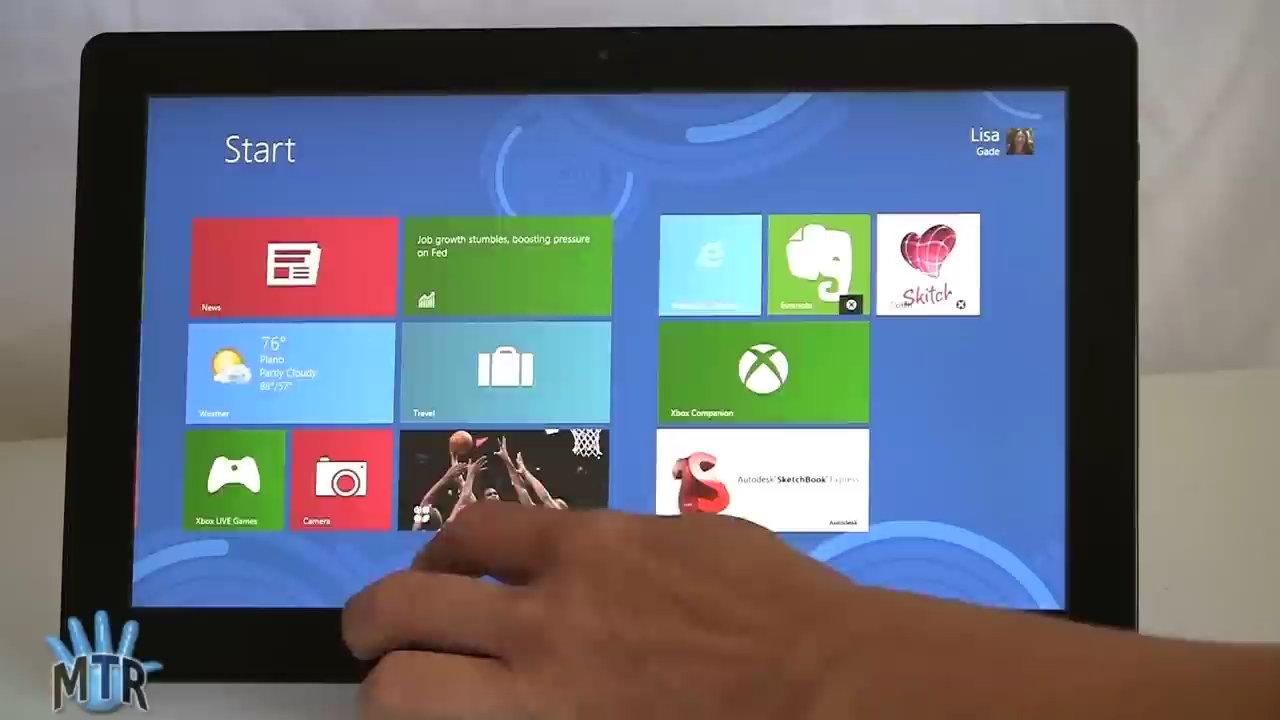 Start
Lisa
Gade
News
Job growth stumbles, boosting pressure
on Fed
Evernote
Skitch
76°
Plano
Partly Cloudy
88°/57°
Weather
Travel
Xbox Companion
Xbox LIVE Games
Camera
Autodesk® SketchBook® Express
Autodesk
MTR